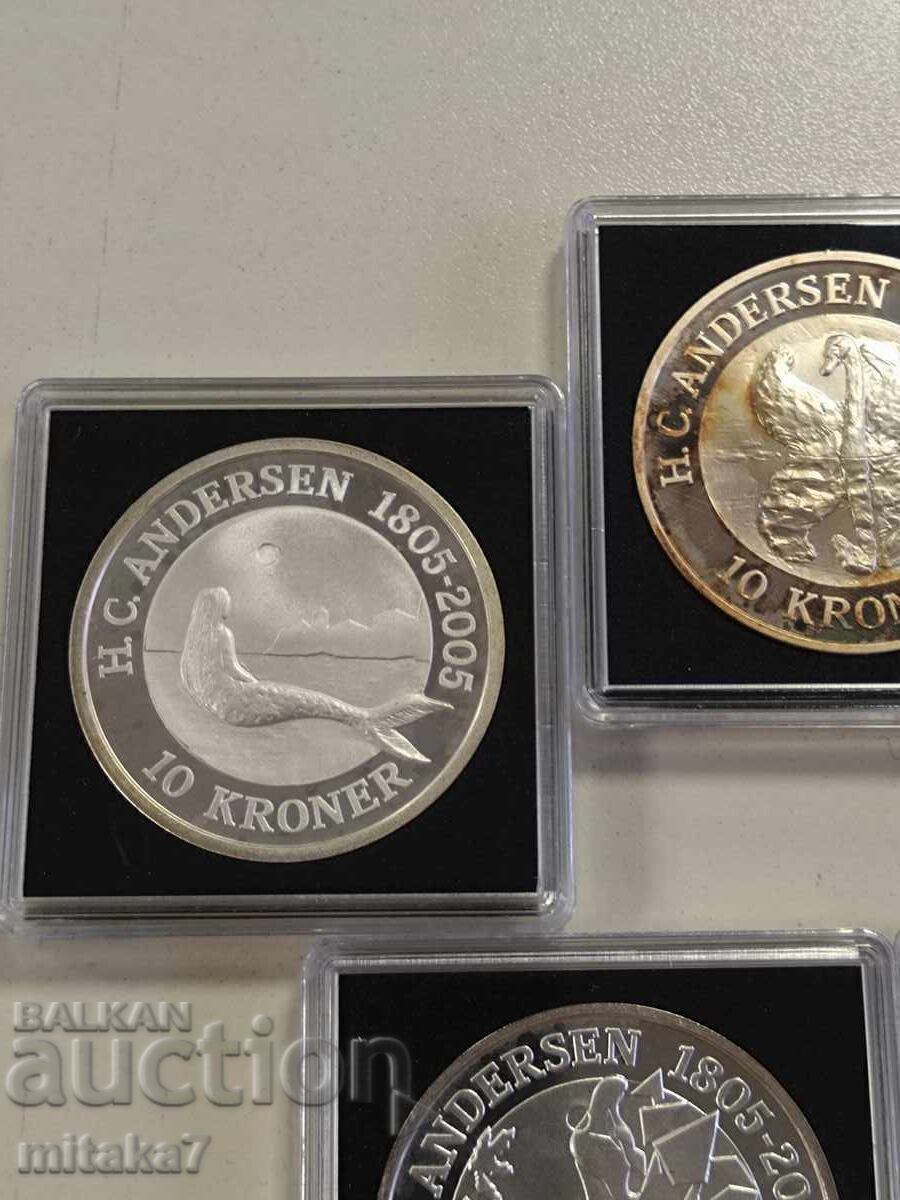 H. C. ANDERSEN 1805-2005
10 KRONER
H. C. ANDERSEN
10 KRON
ANDERSEN 1805-20
BALKAN
auction
mitaka7